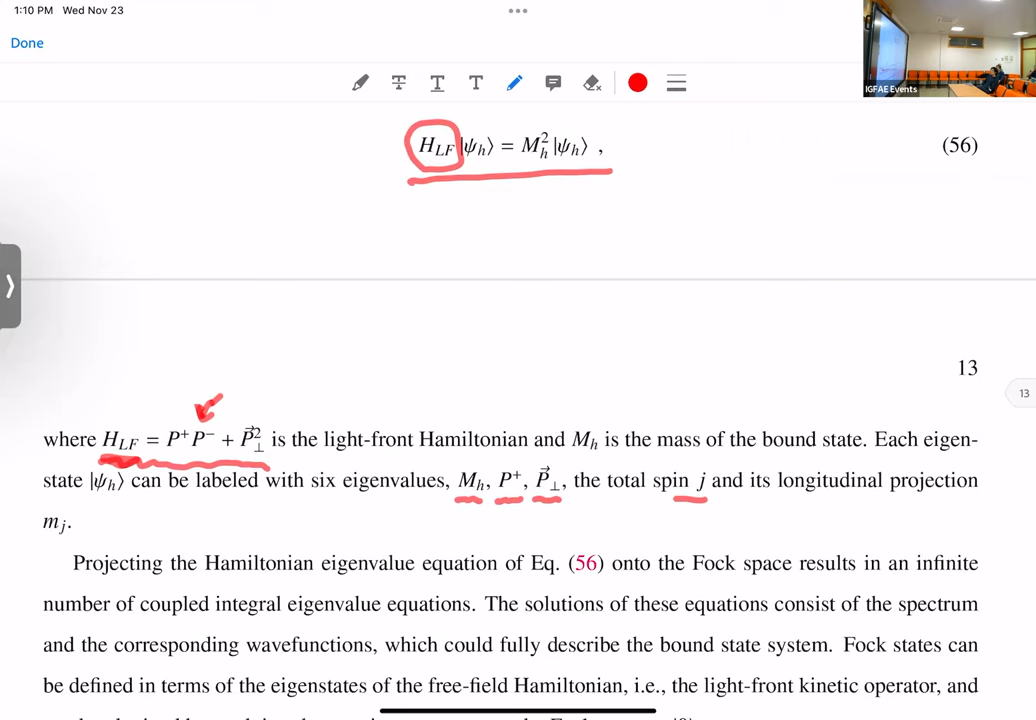 1:10 PM Wed Nov 23
Done
IGFAE Events
H_{LF} |ψ_h⟩ = M_h^2 |ψ_h⟩ , (56)
13
13
where H_{LF} = P^+ P^- + \vec{P}_⊥^2 is the light-front Hamiltonian and M_h is the mass of the bound state. Each eigen-
state |ψ_h⟩ can be labeled with six eigenvalues, M_h, P^+, \vec{P}_⊥, the total spin j and its longitudinal projection
m_j.
Projecting the Hamiltonian eigenvalue equation of Eq. (56) onto the Fock space results in an infinite
number of coupled integral eigenvalue equations. The solutions of these equations consist of the spectrum
and the corresponding wavefunctions, which could fully describe the bound state system. Fock states can
be defined in terms of the eigenstates of the free-field Hamiltonian, i.e., the light-front kinetic operator, and